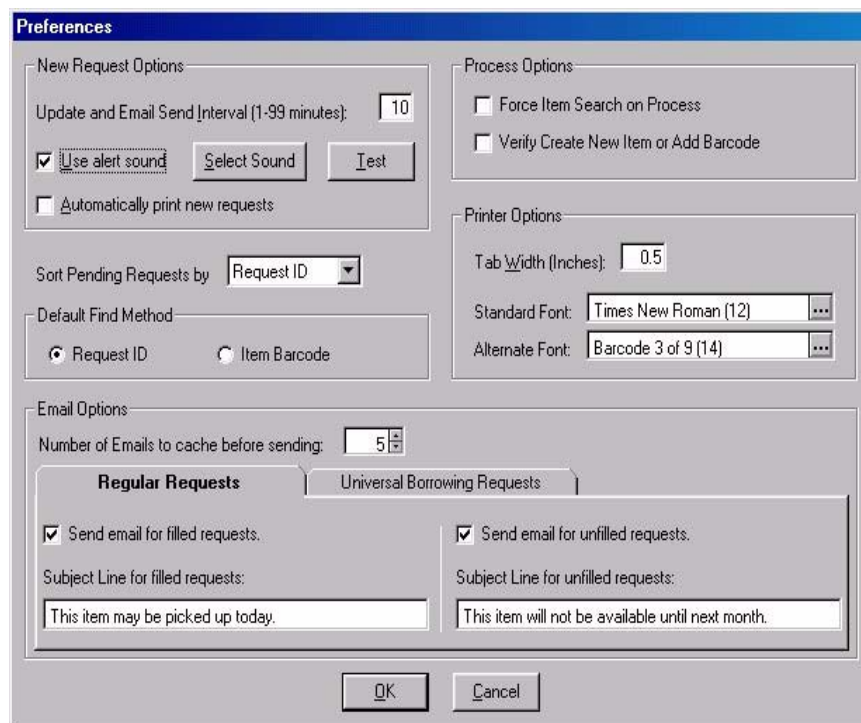 Preferences
New Request Options
Update and Email Send Interval (1-99 minutes): 10
Use alert sound
Select Sound
Test
Automatically print new requests
Sort Pending Requests by Request ID
Default Find Method
Request ID
Item Barcode
Process Options
Force Item Search on Process
Verify Create New Item or Add Barcode
Printer Options
Tab Width (Inches): 0.5
Standard Font: Times New Roman (12) ...
Alternate Font: Barcode 3 of 9 (14) ...
Email Options
Number of Emails to cache before sending: 5
Regular Requests
Universal Borrowing Requests
Send email for filled requests.
Subject Line for filled requests:
This item may be picked up today.
Send email for unfilled requests.
Subject Line for unfilled requests:
This item will not be available until next month.
OK
Cancel